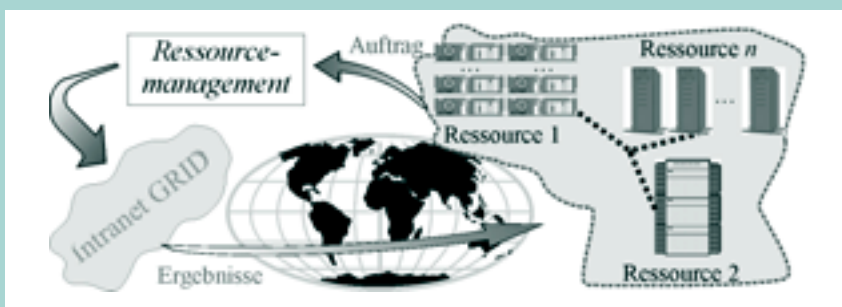 Ressource-
management
Auftrag
... ...
Ressource 1
Ressource n
...
Ressource 2
Intranet GRID
Ergebnisse